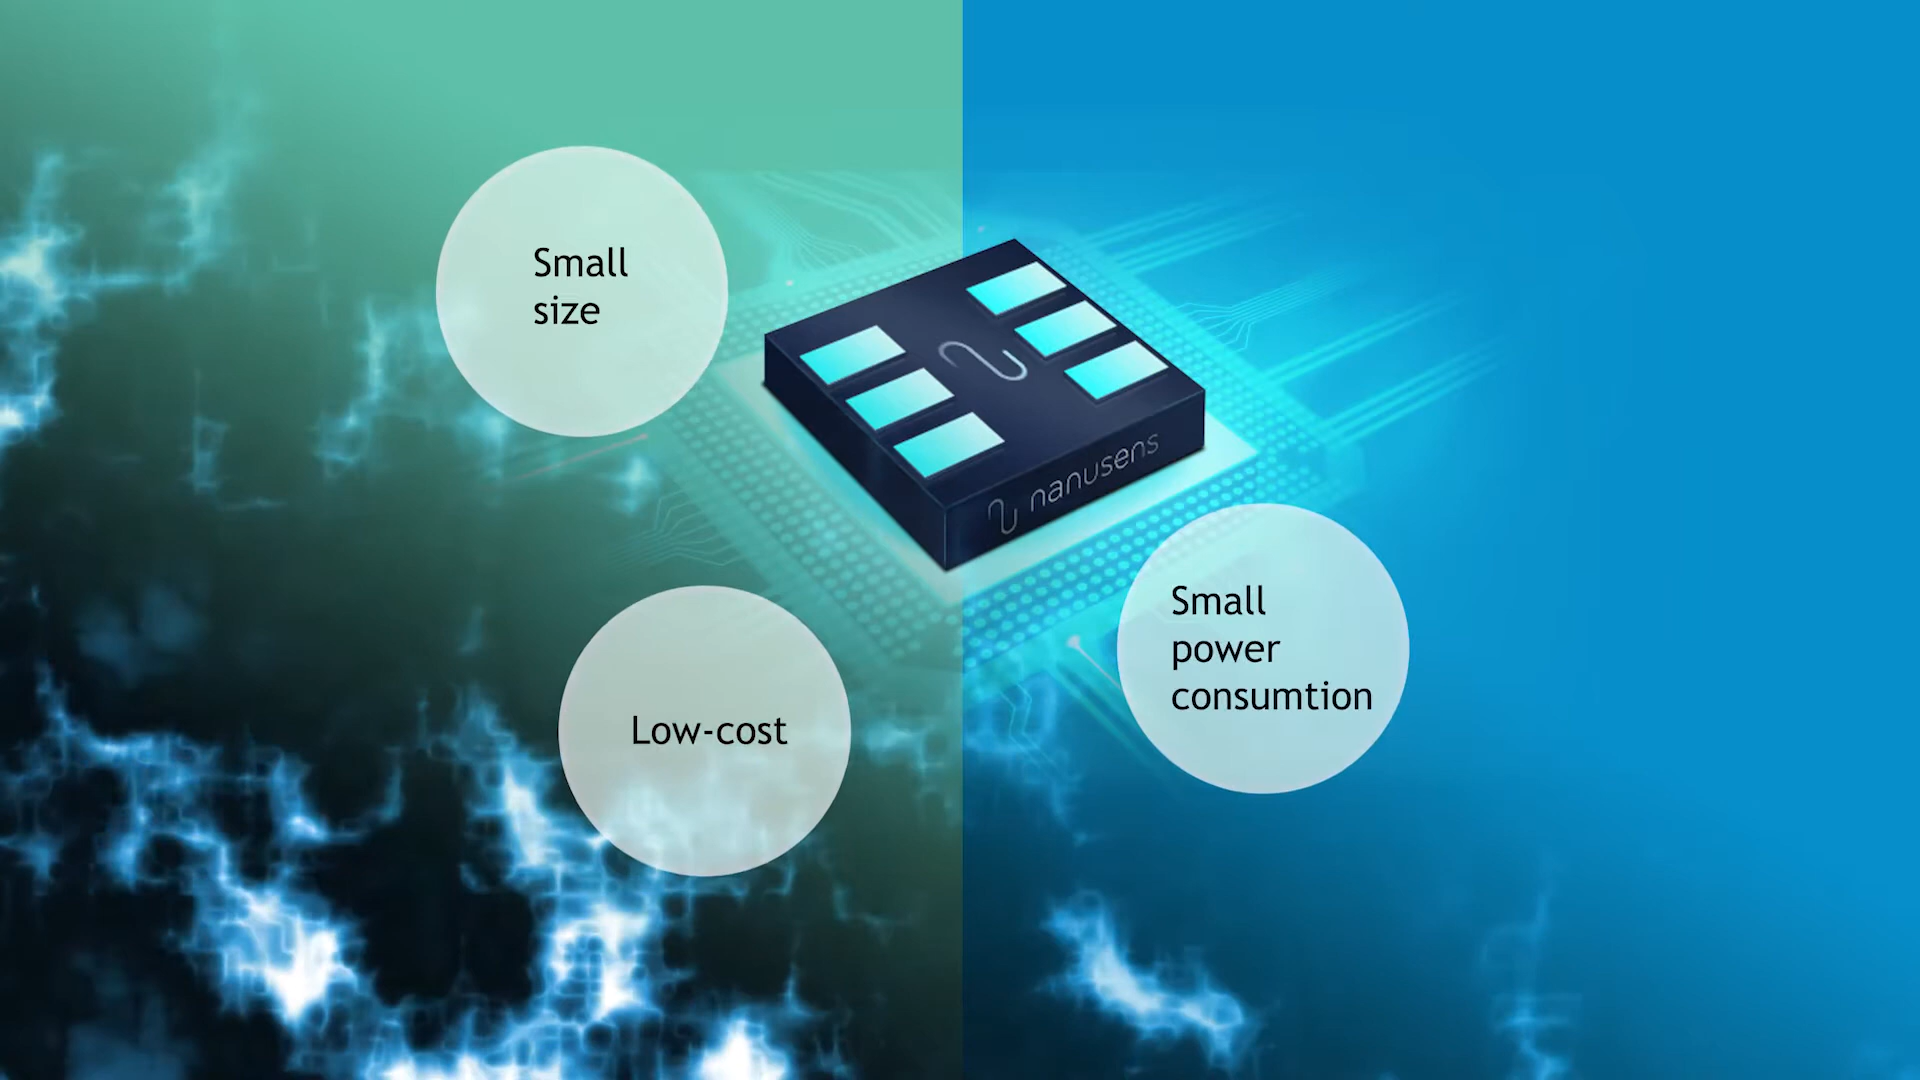 Small
size
nanusens
Small
power
consumtion
Low-cost